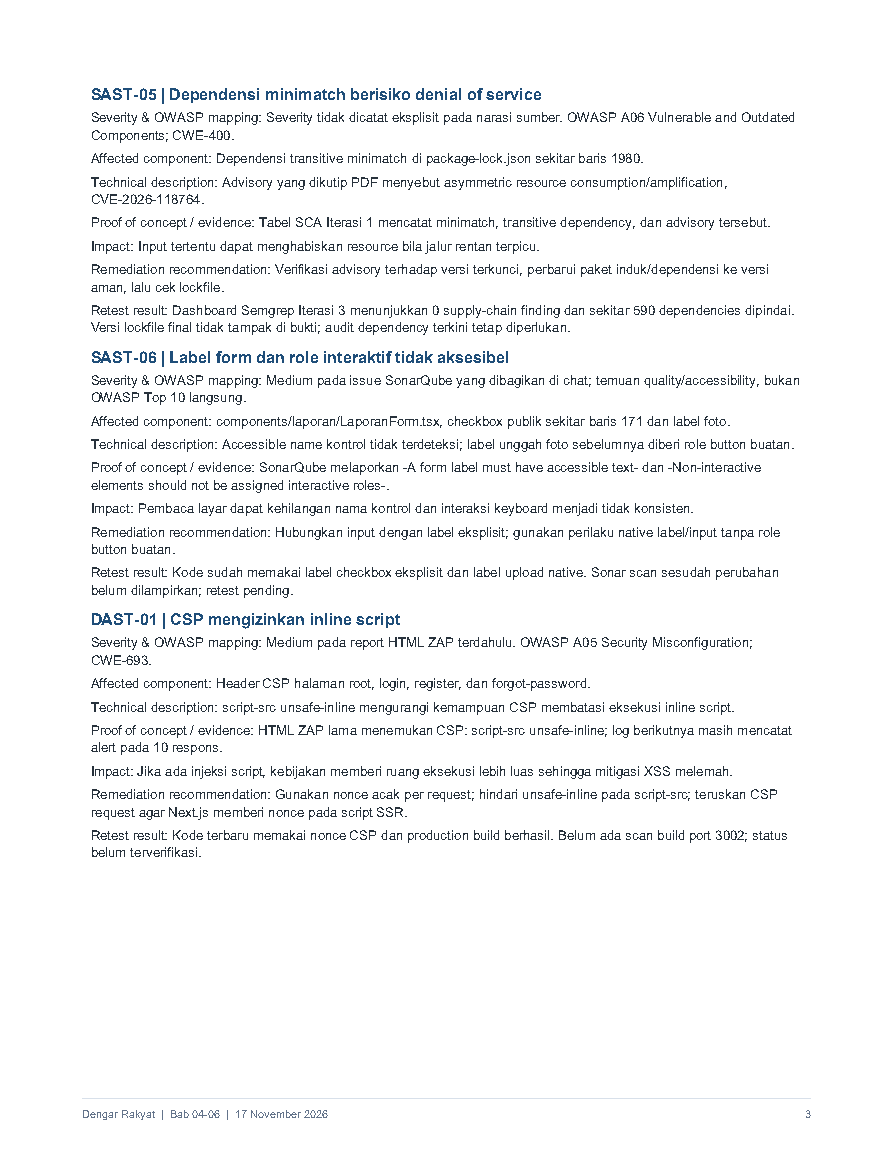 SAST-05 | Dependensi minimatch berisiko denial of service
Severity & OWASP mapping: Severity tidak dicatat eksplisit pada narasi sumber. OWASP A06 Vulnerable and Outdated
Components; CWE-400.
Affected component: Dependensi transitive minimatch di package-lock.json sekitar baris 1980.
Technical description: Advisory yang dikutip PDF menyebut asymmetric resource consumption/amplification,
CVE-2026-118764.
Proof of concept / evidence: Tabel SCA Iterasi 1 mencatat minimatch, transitive dependency, dan advisory tersebut.
Impact: Input tertentu dapat menghabiskan resource bila jalur rentan terpicu.
Remediation recommendation: Verifikasi advisory terhadap versi terkunci, perbarui paket induk/dependensi ke versi
aman, lalu cek lockfile.
Retest result: Dashboard Semgrep Iterasi 3 menunjukkan 0 supply-chain finding dan sekitar 590 dependencies dipindai.
Versi lockfile final tidak tampak di bukti; audit dependency terkini tetap diperlukan.
SAST-06 | Label form dan role interaktif tidak aksesibel
Severity & OWASP mapping: Medium pada issue SonarQube yang dibagikan di chat; temuan quality/accessibility, bukan
OWASP Top 10 langsung.
Affected component: components/laporan/LaporanForm.tsx, checkbox publik sekitar baris 171 dan label foto.
Technical description: Accessible name kontrol tidak terdeteksi; label unggah foto sebelumnya diberi role button buatan.
Proof of concept / evidence: SonarQube melaporkan -A form label must have accessible text- dan -Non-interactive
elements should not be assigned interactive roles-.
Impact: Pembaca layar dapat kehilangan nama kontrol dan interaksi keyboard menjadi tidak konsisten.
Remediation recommendation: Hubungkan input dengan label eksplisit; gunakan perilaku native label/input tanpa role
button buatan.
Retest result: Kode sudah memakai label checkbox eksplisit dan label upload native. Sonar scan sesudah perubahan
belum dilampirkan; retest pending.
DAST-01 | CSP mengizinkan inline script
Severity & OWASP mapping: Medium pada report HTML ZAP terdahulu. OWASP A05 Security Misconfiguration;
CWE-693.
Affected component: Header CSP halaman root, login, register, dan forgot-password.
Technical description: script-src unsafe-inline mengurangi kemampuan CSP membatasi eksekusi inline script.
Proof of concept / evidence: HTML ZAP lama menemukan CSP: script-src unsafe-inline; log berikutnya masih mencatat
alert pada 10 respons.
Impact: Jika ada injeksi script, kebijakan memberi ruang eksekusi lebih luas sehingga mitigasi XSS melemah.
Remediation recommendation: Gunakan nonce acak per request; hindari unsafe-inline pada script-src; teruskan CSP
request agar Next.js memberi nonce pada script SSR.
Retest result: Kode terbaru memakai nonce CSP dan production build berhasil. Belum ada scan build port 3002; status
belum terverifikasi.
Dengar Rakyat | Bab 04-06 | 17 November 2026
3